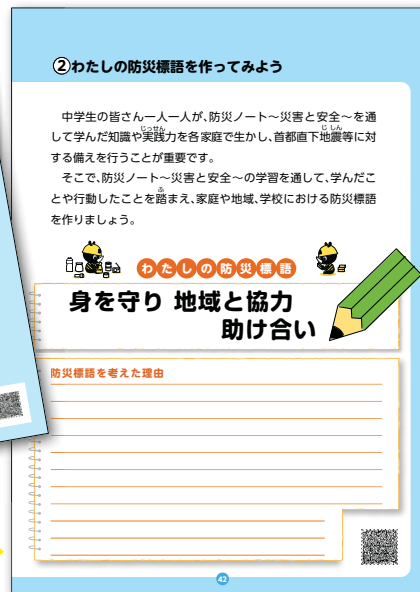 ②わたしの防災標語を作ってみよう
中学生の皆さん一人一人が、防災ノート~災害と安全~を通
じっせん
じしん
して学んだ知識や実践力を各家庭で生かし、首都直下地震等に対
する備えを行うことが重要です。
そこで、防災ノート~災害と安全~の学習を通して、学んだこ
ふ
とや行動したことを踏まえ、家庭や地域、学校における防災標語
を作りましょう。
わたしの防災標語
身を守り 地域と協力
助け合い
防災標語を考えた理由
42